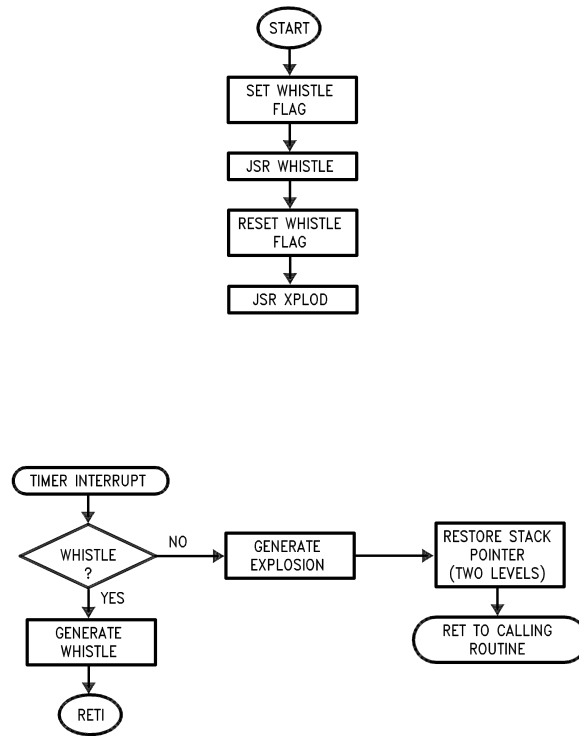 START
SET WHISTLE
FLAG
JSR WHISTLE
RESET WHISTLE
FLAG
JSR XPLOD
TIMER INTERRUPT
WHISTLE
?
NO
YES
GENERATE
EXPLOSION
RESTORE STACK
POINTER
(TWO LEVELS)
GENERATE
WHISTLE
RET TO CALLING
ROUTINE
RETI